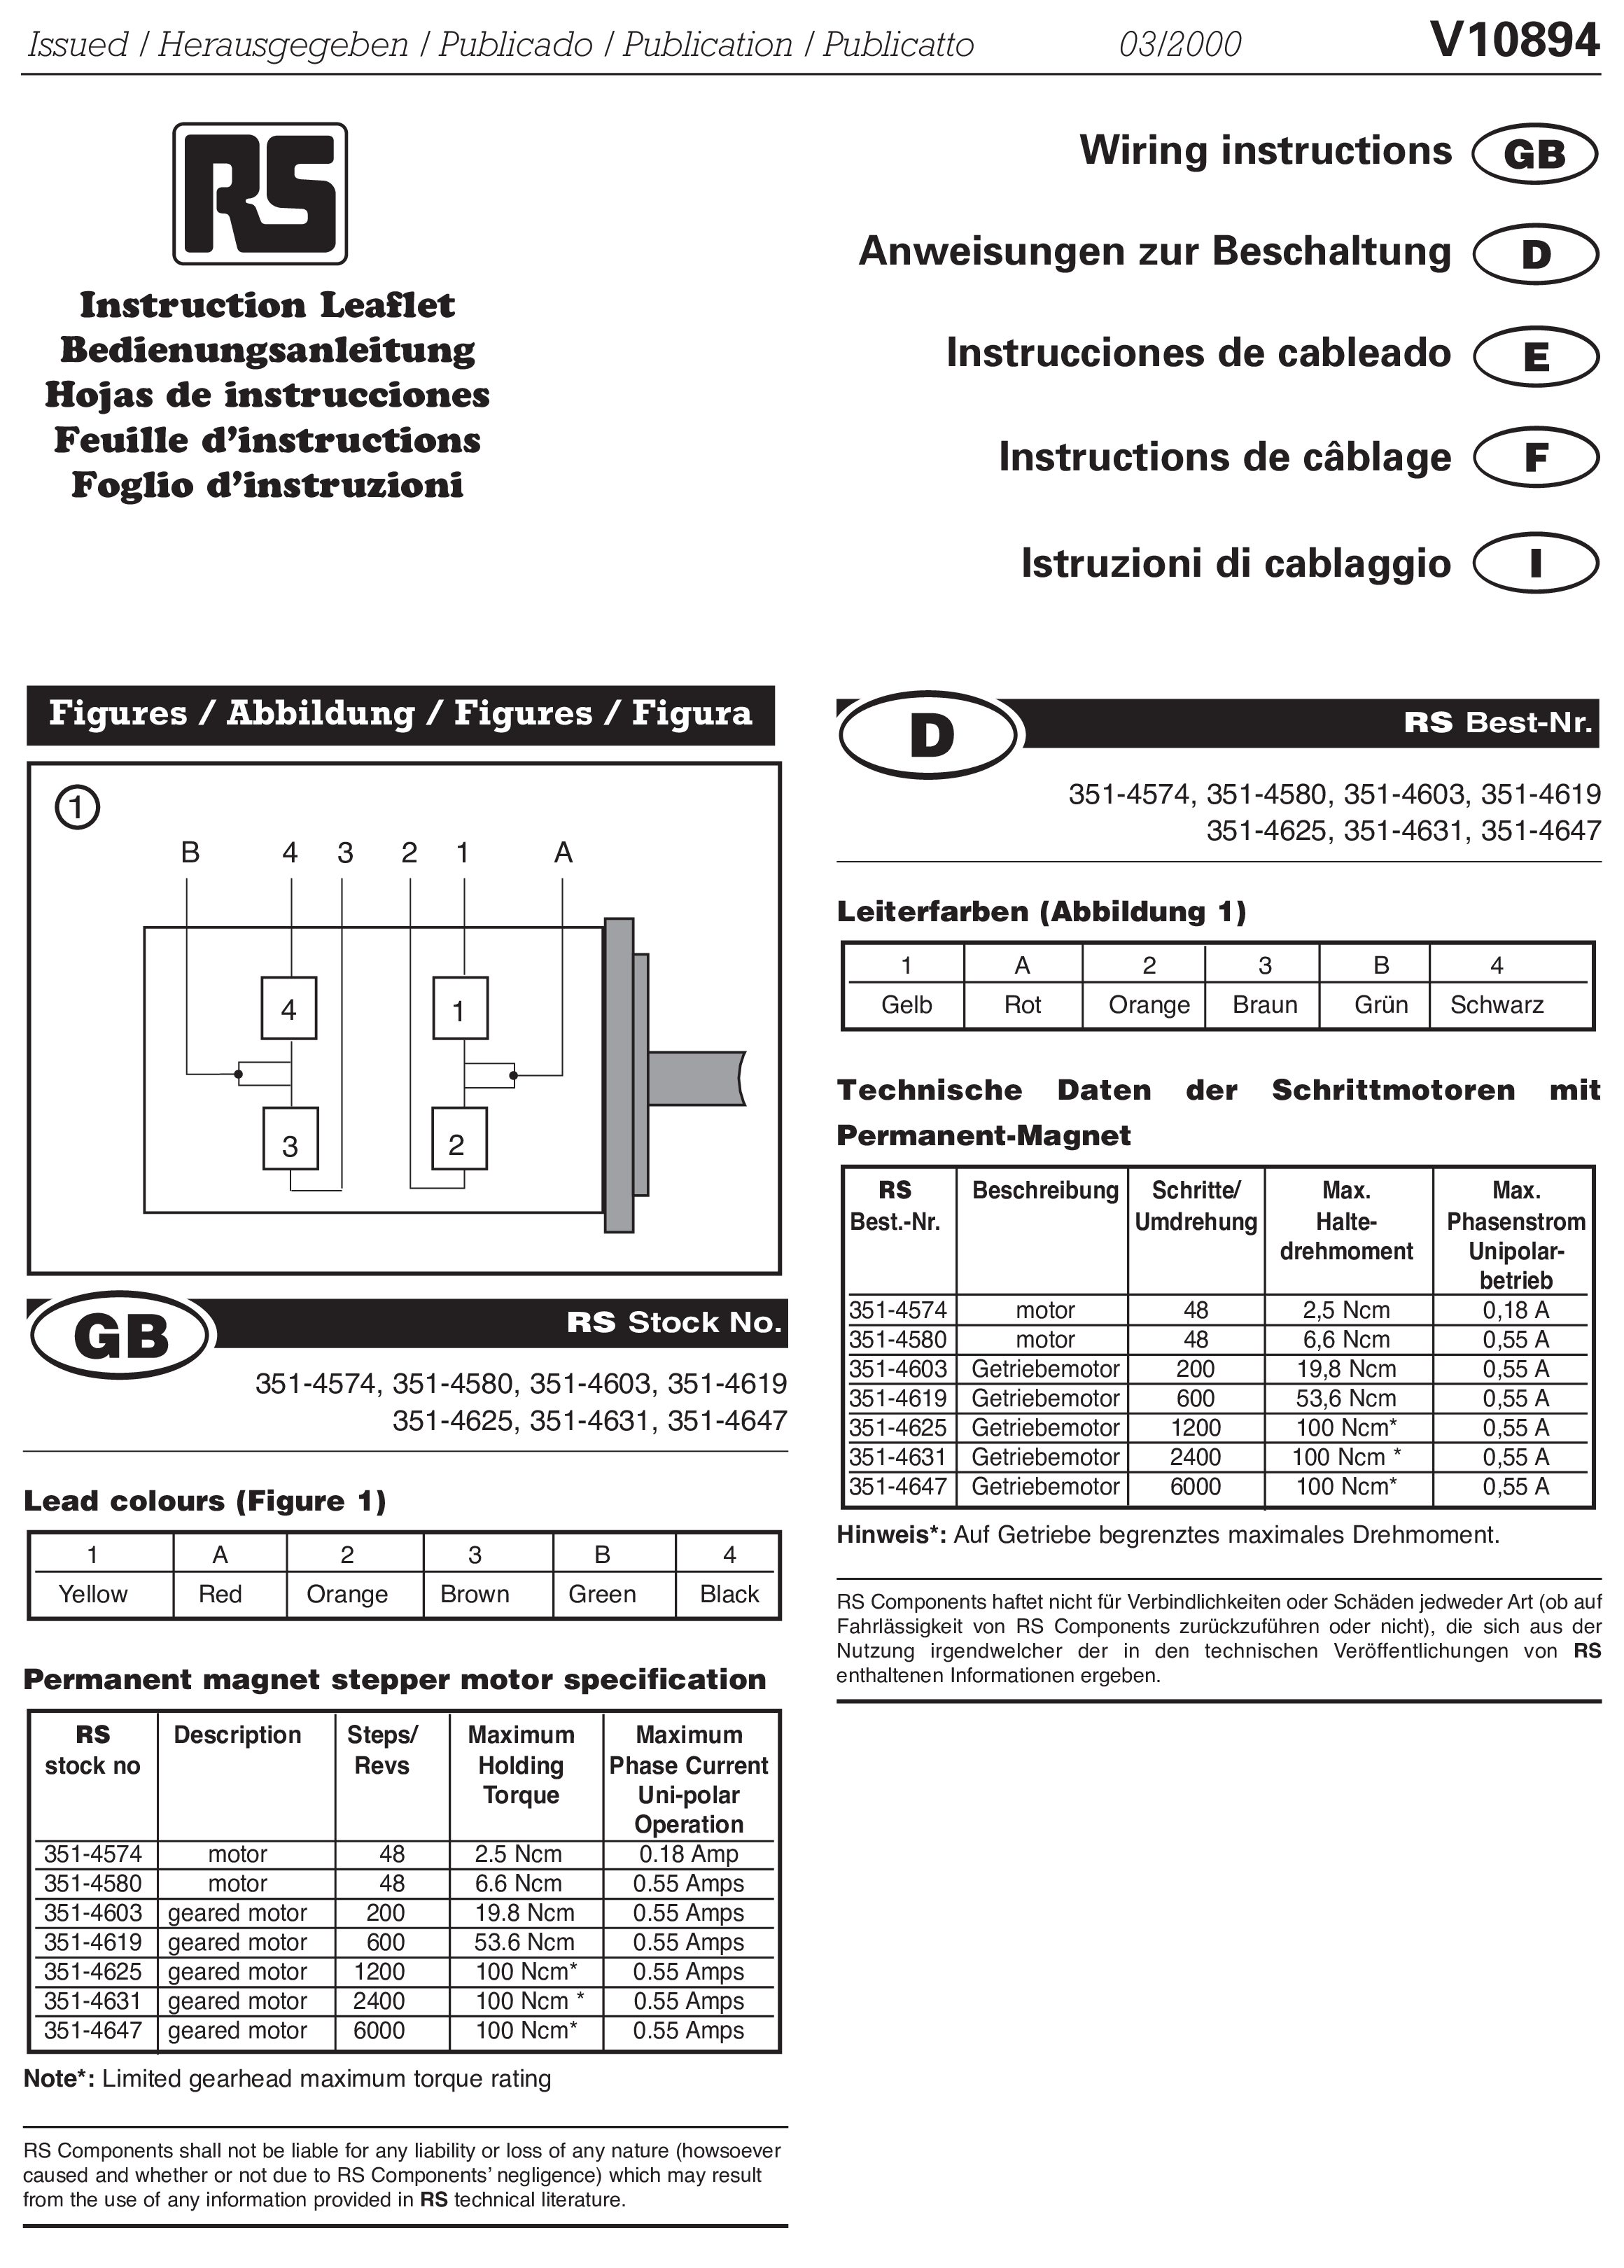 Issued / Herausgegeben / Publicado / Publication / Publicatto 03/2000 V10894
RS
Instruction Leaflet
Bedienungsanleitung
Hojas de instrucciones
Feuille d’instructions
Foglio d’instruzioni
Wiring instructions GB
Anweisungen zur Beschaltung D
Instrucciones de cableado E
Instructions de câblage F
Istruzioni di cablaggio I
Figures / Abbildung / Figures / Figura
1
B 4 3 2 1 A
4 1
3 2
GB RS Stock No.
351-4574, 351-4580, 351-4603, 351-4619
351-4625, 351-4631, 351-4647
Lead colours (Figure 1)
1 A 2 3 B 4
Yellow Red Orange Brown Green Black
Permanent magnet stepper motor specification
RS Description Steps/ Maximum Maximum
stock no Revs Holding Phase Current
Torque Uni-polar
Operation
351-4574 motor 48 2.5 Ncm 0.18 Amp
351-4580 motor 48 6.6 Ncm 0.55 Amps
351-4603 geared motor 200 19.8 Ncm 0.55 Amps
351-4619 geared motor 600 53.6 Ncm 0.55 Amps
351-4625 geared motor 1200 100 Ncm* 0.55 Amps
351-4631 geared motor 2400 100 Ncm * 0.55 Amps
351-4647 geared motor 6000 100 Ncm* 0.55 Amps
Note*: Limited gearhead maximum torque rating
RS Components shall not be liable for any liability or loss of any nature (howsoever
caused and whether or not due to RS Components’ negligence) which may result
from the use of any information provided in RS technical literature.
D RS Best-Nr.
351-4574, 351-4580, 351-4603, 351-4619
351-4625, 351-4631, 351-4647
Leiterfarben (Abbildung 1)
1 A 2 3 B 4
Gelb Rot Orange Braun Grün Schwarz
Technische Daten der Schrittmotoren mit
Permanent-Magnet
RS Beschreibung Schritte/ Max. Max.
Best.-Nr. Umdrehung Halte- Phasenstrom
drehmoment Unipolar-
betrieb
351-4574 motor 48 2,5 Ncm 0,18 A
351-4580 motor 48 6,6 Ncm 0,55 A
351-4603 Getriebemotor 200 19,8 Ncm 0,55 A
351-4619 Getriebemotor 600 53,6 Ncm 0,55 A
351-4625 Getriebemotor 1200 100 Ncm* 0,55 A
351-4631 Getriebemotor 2400 100 Ncm * 0,55 A
351-4647 Getriebemotor 6000 100 Ncm* 0,55 A
Hinweis*: Auf Getriebe begrenztes maximales Drehmoment.
RS Components haftet nicht für Verbindlichkeiten oder Schäden jedweder Art (ob auf
Fahrlässigkeit von RS Components zurückzuführen oder nicht), die sich aus der
Nutzung irgendwelcher der in den technischen Veröffentlichungen von RS
enthaltenen Informationen ergeben.